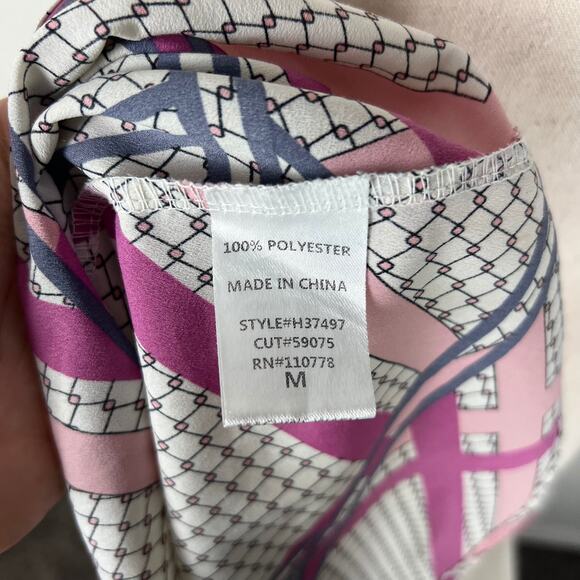 100% POLYESTER
MADE IN CHINA
STYLE#H37497
CUT#59075
RN#110778
M